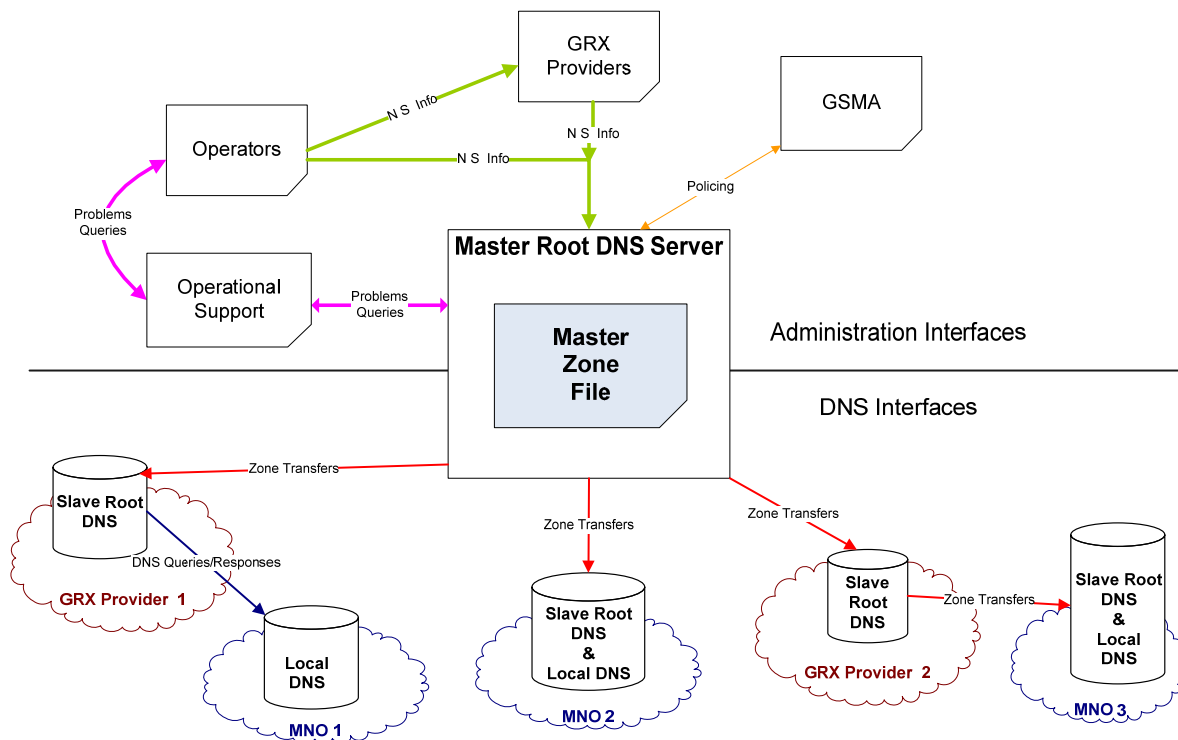 GRX
Providers
GSMA
N S  Info
Operators
N S  Info
N S  Info
Policing
Problems
Queries
Master Root DNS Server
Operational
Support
Problems
Queries
Master
Zone
File
Administration Interfaces
DNS Interfaces
Zone Transfers
Slave Root
DNS
DNS Queries/Responses
GRX Provider  1
Local
DNS
MNO 1
Zone Transfers
Slave Root
DNS
&
Local DNS
MNO 2
Zone Transfers
Slave
Root
DNS
GRX Provider  2
Zone Transfers
Slave Root
DNS
&
Local
DNS
MNO 3